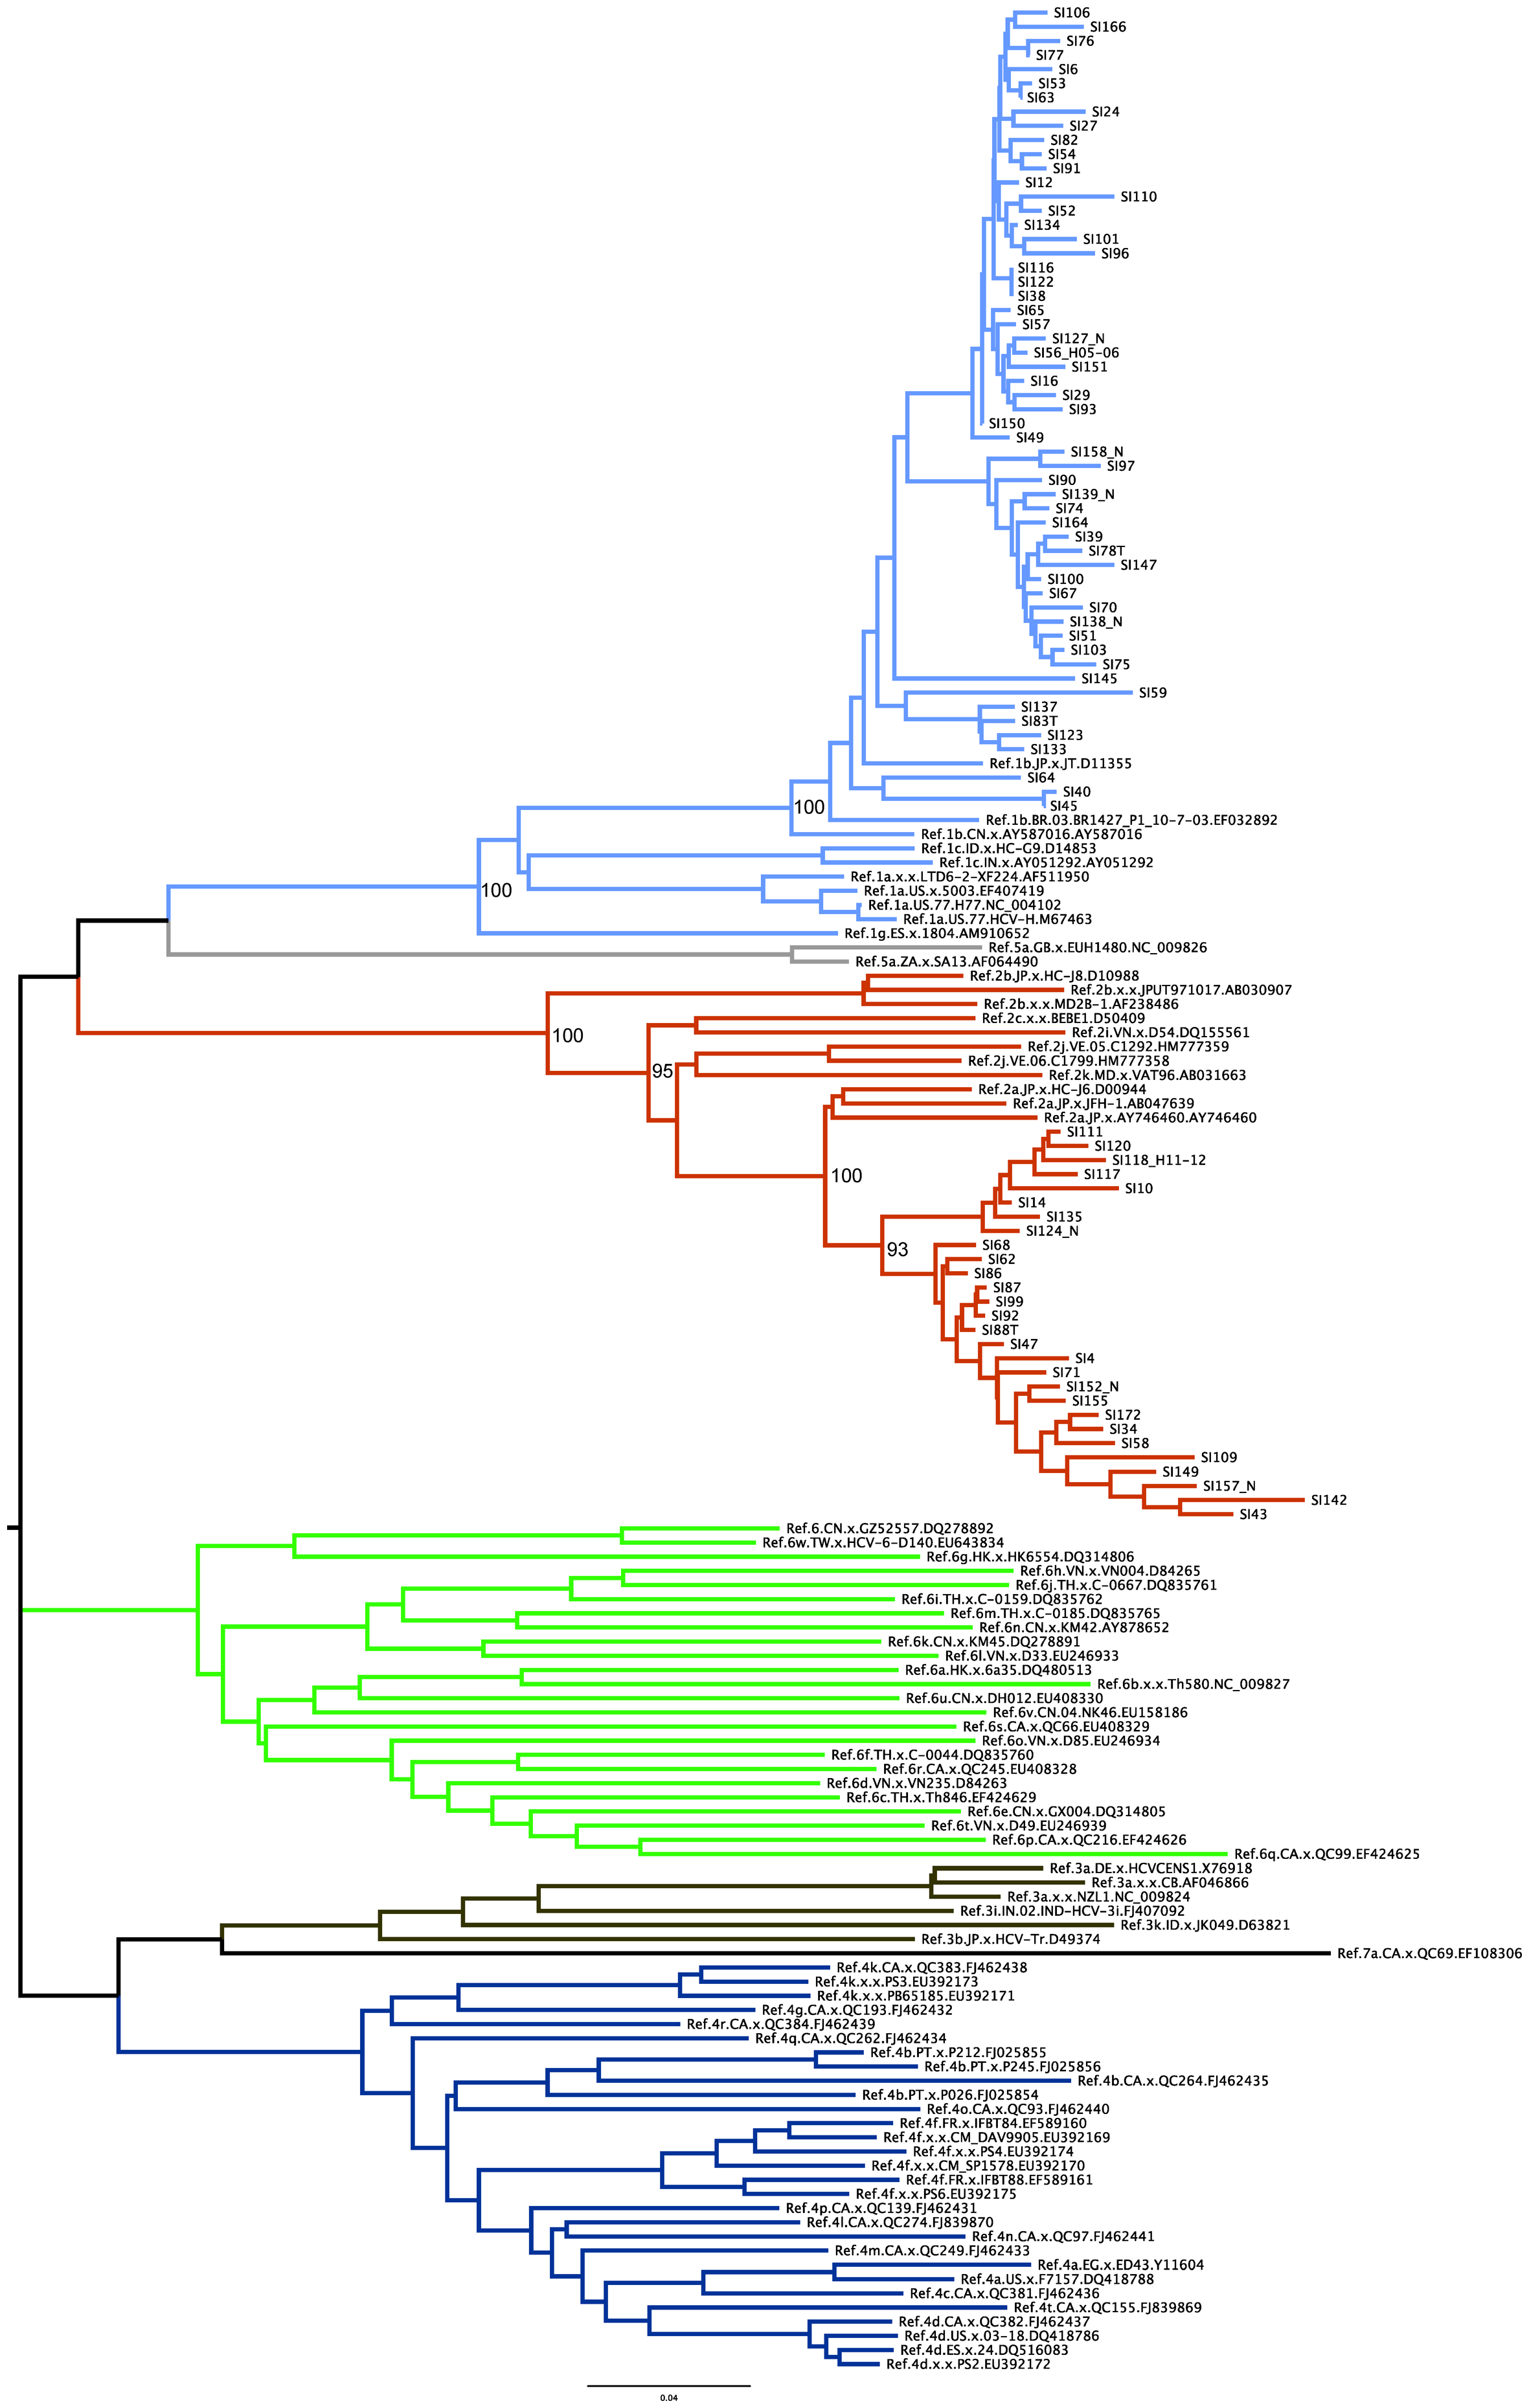 SI106
SI166
SI76
SI77
SI6
SI53
SI63
SI24
SI27
SI82
SI54
SI91
SI12
SI110
SI52
SI134
SI101
SI96
SI116
SI122
SI38
SI65
SI57
SI127_N
SI56_H05-06
SI151
SI16
SI29
SI93
SI150
SI49
SI158_N
SI97
SI90
SI139_N
SI74
SI164
SI39
SI78T
SI147
SI100
SI67
SI70
SI138_N
SI51
SI103
SI75
SI145
SI59
SI137
SI83T
SI123
SI133
Ref.1b.JP.x.JT.D11355
SI64
SI40
100
SI45
Ref.1b.BR.03.BR1427_P1_10-7-03.EF032892
Ref.1b.CN.x.AY587016.AY587016
Ref.1c.ID.x.HC-G9.D14853
Ref.1c.IN.x.AY051292.AY051292
Ref.1a.x.x.LTD6-2-XF224.AF511950
100
Ref.1a.US.x.5003.EF407419
Ref.1a.US.77.H77.NC_004102
Ref.1a.US.77.HCV-H.M67463
Ref.1g.ES.x.1804.AM910652
Ref.5a.GB.x.EUH1480.NC_009826
Ref.5a.ZA.x.SA13.AF064490
Ref.2b.JP.x.HC-J8.D10988
Ref.2b.x.x.JPUT971017.AB030907
Ref.2b.x.x.MD2B-1.AF238486
Ref.2c.x.x.BEBE1.D50409
100
Ref.2i.VN.x.D54.DQ155561
Ref.2j.VE.05.C1292.HM777359
Ref.2j.VE.06.C1799.HM777358
95
Ref.2k.MD.x.VAT96.AB031663
Ref.2a.JP.x.HC-J6.D00944
Ref.2a.JP.x.JFH-1.AB047639
Ref.2a.JP.x.AY746460.AY746460
SI111
SI120
SI118_H11-12
100
SI117
SI10
SI14
SI135
SI124_N
93
SI68
SI62
SI86
SI87
SI99
SI92
SI88T
SI47
SI4
SI71
SI152_N
SI155
SI172
SI34
SI58
SI109
SI149
SI157_N
SI142
SI43
Ref.6.CN.x.GZ52557.DQ278892
Ref.6w.TW.x.HCV-6-D140.EU643834
Ref.6g.HK.x.HK6554.DQ314806
Ref.6h.VN.x.VN004.D84265
Ref.6j.TH.x.C-0667.DQ835761
Ref.6i.TH.x.C-0159.DQ835762
Ref.6m.TH.x.C-0185.DQ835765
Ref.6n.CN.x.KM42.AY878652
Ref.6k.CN.x.KM45.DQ278891
Ref.6l.VN.x.D33.EU246933
Ref.6a.HK.x.6a35.DQ480513
Ref.6b.x.x.Th580.NC_009827
Ref.6u.CN.x.DH012.EU408330
Ref.6v.CN.04.NK46.EU158186
Ref.6s.CA.x.QC66.EU408329
Ref.6o.VN.x.D85.EU246934
Ref.6f.TH.x.C-0044.DQ835760
Ref.6r.CA.x.QC245.EU408328
Ref.6d.VN.x.VN235.D84263
Ref.6c.TH.x.Th846.EF424629
Ref.6e.CN.x.GX004.DQ314805
Ref.6t.VN.x.D49.EU246939
Ref.6p.CA.x.QC216.EF424626
Ref.6q.CA.x.QC99.EF424625
Ref.3a.DE.x.HCVCENS1.X76918
Ref.3a.x.x.CB.AF046866
Ref.3a.x.x.NZL1.NC_009824
Ref.3i.IN.02.IND-HCV-3i.FJ407092
Ref.3k.ID.x.JK049.D63821
Ref.3b.JP.x.HCV-Tr.D49374
Ref.7a.CA.x.QC69.EF108306
Ref.4k.CA.x.QC383.FJ462438
Ref.4k.x.x.PS3.EU392173
Ref.4k.x.x.PB65185.EU392171
Ref.4g.CA.x.QC193.FJ462432
Ref.4r.CA.x.QC384.FJ462439
Ref.4q.CA.x.QC262.FJ462434
Ref.4b.PT.x.P212.FJ025855
Ref.4b.PT.x.P245.FJ025856
Ref.4b.CA.x.QC264.FJ462435
Ref.4b.PT.x.P026.FJ025854
Ref.4o.CA.x.QC93.FJ462440
Ref.4f.FR.x.IFBT84.EF589160
Ref.4f.x.x.CM_DAV9905.EU392169
Ref.4f.x.x.PS4.EU392174
Ref.4f.x.x.CM_SP1578.EU392170
Ref.4f.FR.x.IFBT88.EF589161
Ref.4f.x.x.PS6.EU392175
Ref.4p.CA.x.QC139.FJ462431
Ref.4l.CA.x.QC274.FJ839870
Ref.4n.CA.x.QC97.FJ462441
Ref.4m.CA.x.QC249.FJ462433
Ref.4a.EG.x.ED43.Y11604
Ref.4a.US.x.F7157.DQ418788
Ref.4c.CA.x.QC381.FJ462436
Ref.4t.CA.x.QC155.FJ839869
Ref.4d.CA.x.QC382.FJ462437
Ref.4d.US.x.03-18.DQ418786
Ref.4d.ES.x.24.DQ516083
Ref.4d.x.x.PS2.EU392172
0.04